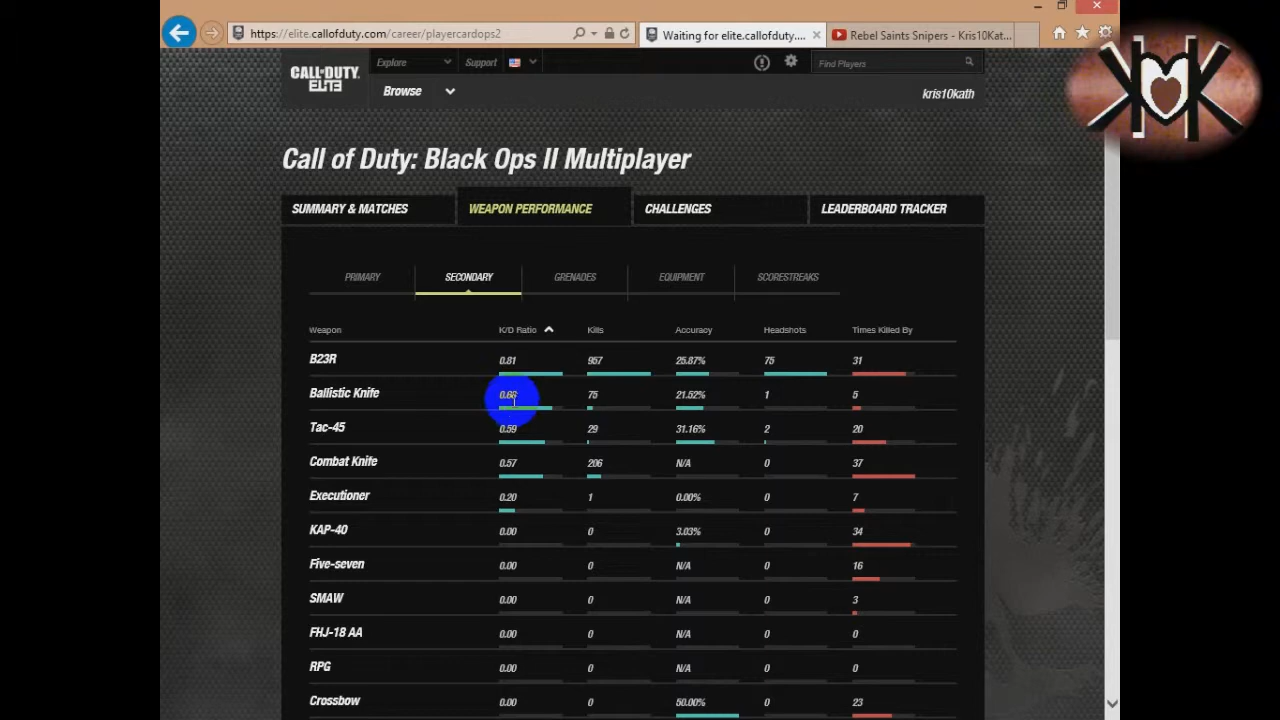 https://elite.callofduty.com/career/playercardops2
Waiting for elite.callofduty....
Rebel Saints Snipers - Kris10Kat...
CALL OF DUTY
ELITE
Explore
Support
Find Players
Browse
kris10kath
Call of Duty: Black Ops II Multiplayer
SUMMARY & MATCHES WEAPON PERFORMANCE CHALLENGES LEADERBOARD TRACKER
PRIMARY SECONDARY GRENADES EQUIPMENT SCORESTREAKS
Weapon K/D Ratio Kills Accuracy Headshots Times Killed By
B23R 0.81 957 25.87% 75 31
Ballistic Knife 75 21.52% 1 5
Tac-45 0.59 29 31.16% 2 20
Combat Knife 0.57 206 N/A 0 37
Executioner 0.20 1 0.00% 0 7
KAP-40 0.00 0 3.03% 0 34
Five-seven 0.00 0 N/A 0 16
SMAW 0.00 0 N/A 0 3
FHJ-18 AA 0.00 0 N/A 0 0
RPG 0.00 0 N/A 0 0
Crossbow 0.00 0 50.00% 0 23